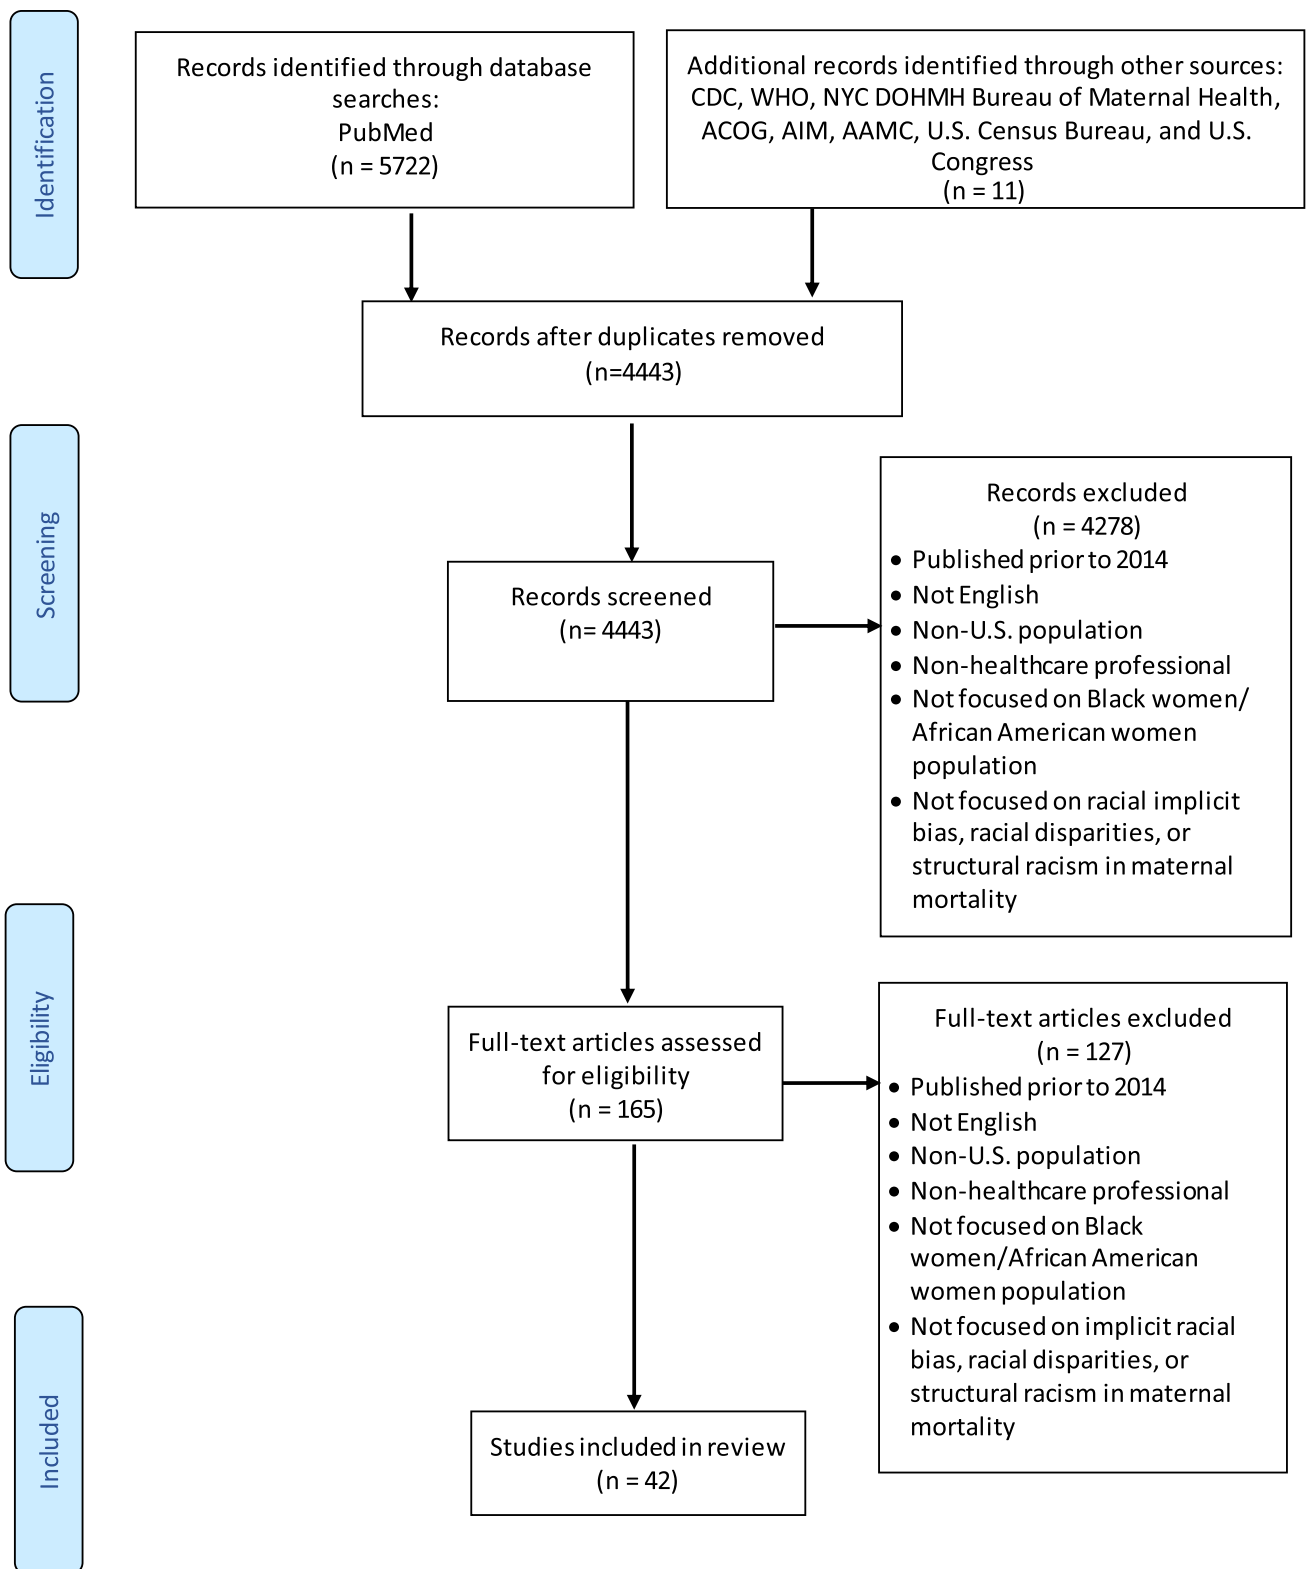 Identification
Records identified through database
searches:
PubMed
(n = 5722)
Additional records identified through other sources:
CDC, WHO, NYC DOHMH Bureau of Maternal Health,
ACOG, AIM, AAMC, U.S. Census Bureau, and U.S.
Congress
(n = 11)
Records after duplicates removed
(n=4443)
Screening
Records screened
(n= 4443)
Records excluded
(n = 4278)
• Published prior to 2014
• Not English
• Non-U.S. population
• Non-healthcare professional
• Not focused on Black women/
African American women
population
• Not focused on racial implicit
bias, racial disparities, or
structural racism in maternal
mortality
Eligibility
Full-text articles assessed
for eligibility
(n = 165)
Full-text articles excluded
(n = 127)
• Published prior to 2014
• Not English
• Non-U.S. population
• Non-healthcare professional
• Not focused on Black
women/African American
women population
• Not focused on implicit racial
bias, racial disparities, or
structural racism in maternal
mortality
Included
Studies included in review
(n = 42)